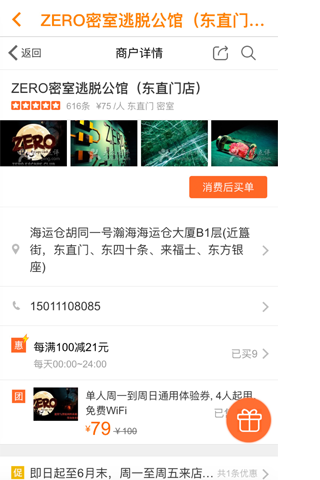 ZERO密室逃脱公馆（东直门...
返回
商户详情
ZERO密室逃脱公馆（东直门店）
616条 ¥75 /人 东直门 密室
ZERO
消费后买单
海运仓胡同一号瀚海海运仓大厦B1层(近簋
街，东直门、东四十条、来福士、东方银
座)
15011108085
惠 每满100减21元
每天00:00~24:00
已买9
团 单人周一到周日通用体验券, 4人起用,
免费WiFi
¥79 ¥100
促 即日起至6月末，周一至周五来店...
共1条优惠